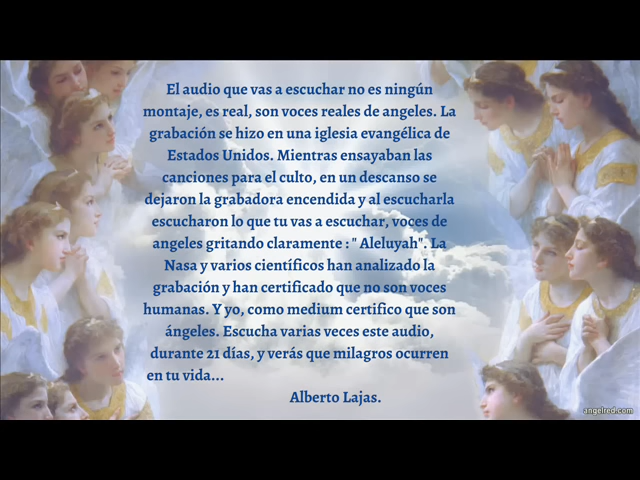 El audio que vas a escuchar no es ningún
montaje, es real, son voces reales de angeles. La
grabación se hizo en una iglesia evangélica de
Estados Unidos. Mientras ensayaban las
canciones para el culto, en un descanso se
dejaron la grabadora encendida y al escucharla
escucharon lo que tu vas a escuchar, voces de
angeles gritando claramente : " Aleluyah". La
Nasa y varios científicos han analizado la
grabación y han certificado que no son voces
humanas. Y yo, como medium certifico que son
ángeles. Escucha varias veces este audio,
durante 21 días, y verás que milagros ocurren
en tu vida...
Alberto Lajas.
angelred.com